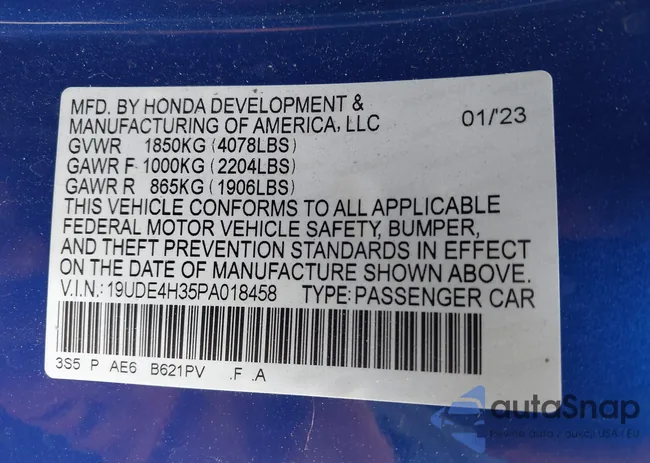 MFD. BY HONDA DEVELOPMENT &
MANUFACTURING OF AMERICA, LLC 01/'23
GVWR 1850KG (4078LBS)
GAWR F 1000KG (2204LBS)
GAWR R 865KG (1906LBS)
THIS VEHICLE CONFORMS TO ALL APPLICABLE
FEDERAL MOTOR VEHICLE SAFETY, BUMPER,
AND THEFT PREVENTION STANDARDS IN EFFECT
ON THE DATE OF MANUFACTURE SHOWN ABOVE.
V.I.N.: 19UDE4H35PA018458 TYPE: PASSENGER CAR
3S5 P AE6 B621PV .F .A
autoSnap